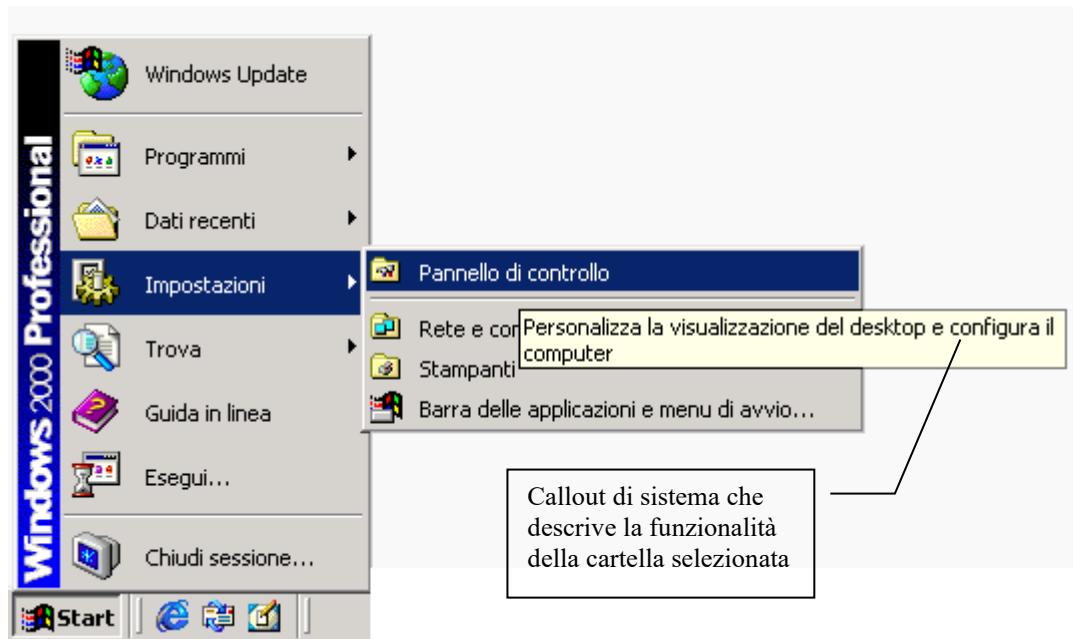 Windows 2000 Professional
Windows Update
Programmi
Dati recenti
Impostazioni
Trova
Guida in linea
Esegui...
Chiudi sessione...
Pannello di controllo
Rete e con
Personalizza la visualizzazione del desktop e configura il
computer
Stampanti
Barra delle applicazioni e menu di avvio...
Callout di sistema che
descrive la funzionalità
della cartella selezionata
Start